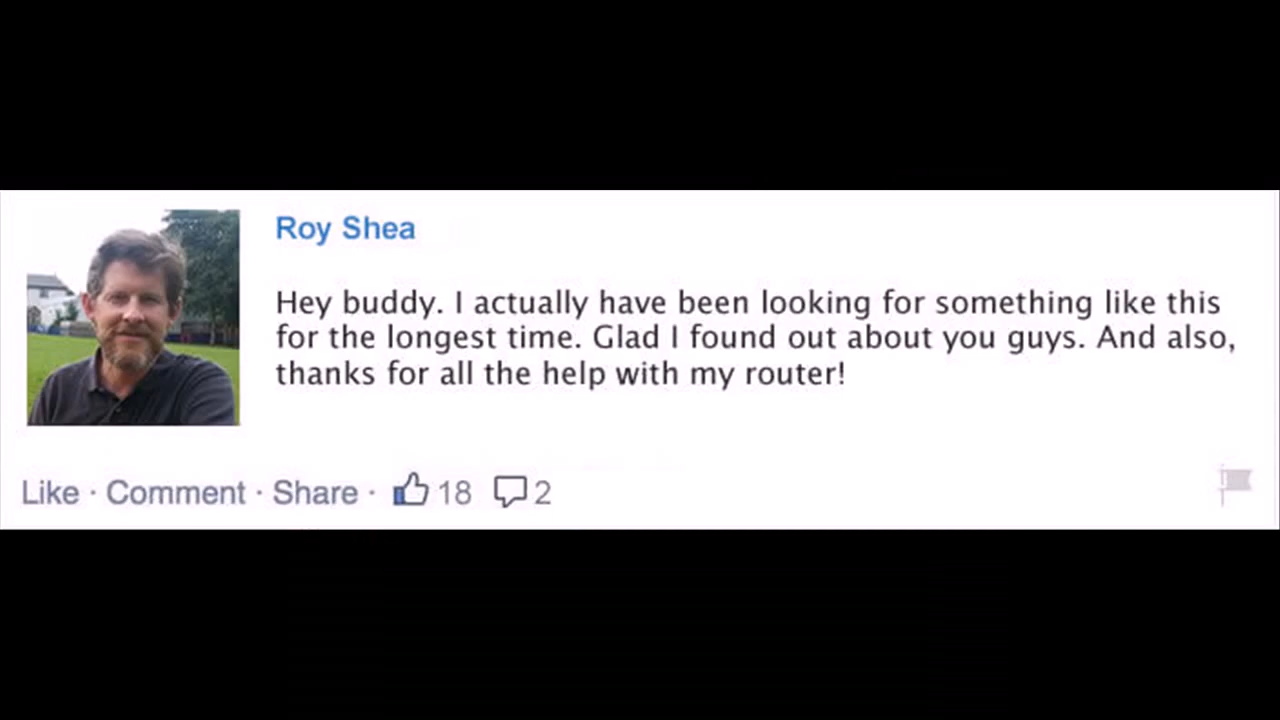 Roy Shea
Hey buddy. I actually have been looking for something like this
for the longest time. Glad I found out about you guys. And also,
thanks for all the help with my router!
Like · Comment · Share · 18 2